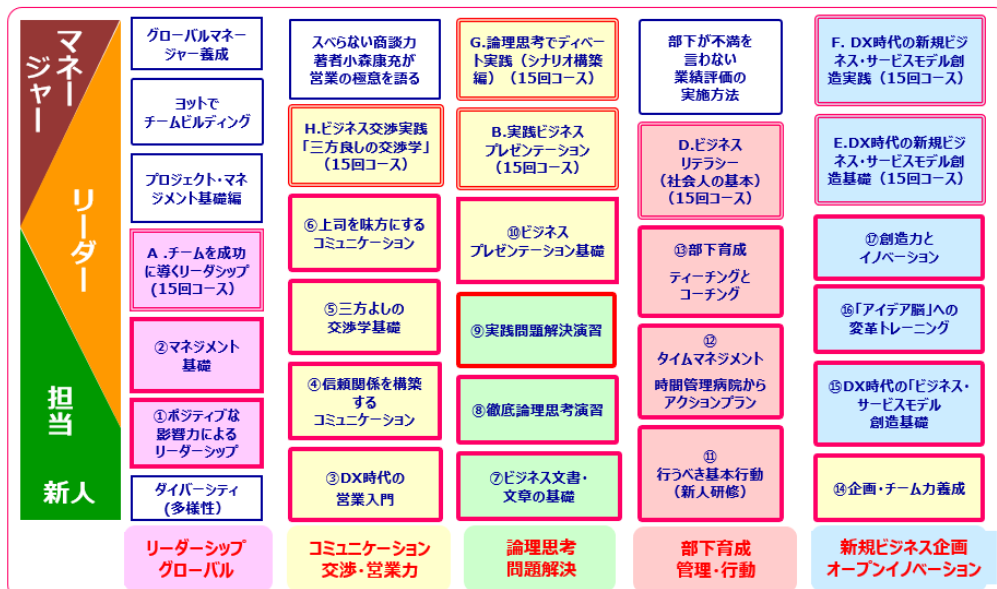 マネージャー
リーダー
担当
新人
グローバルマネー
ジャー養成
ヨットで
チームビルディング
プロジェクト・マネ
ジメント基礎編
A .チームを成功
に導くリーダシップ
(15回コース)
②マネジメント
基礎
①ポジティブな
影響力による
リーダーシップ
ダイバーシティ
(多様性)
リーダーシップ
グローバル
スベらない商談力
著者小森康充が
営業の極意を語る
H.ビジネス交渉実践
「三方良しの交渉学」
(15回コース)
⑥上司を味方にする
コミュニケーション
⑤三方よしの
交渉学基礎
④信頼関係を構築
する
コミュニケーション
③DX時代の
営業入門
コミュニケーション
交渉・営業力
G.論理思考でディベー
ト実践(シナリオ構築
編)(15回コース)
B.実践ビジネス
プレゼンテーション
(15回コース)
⑩ビジネス
プレゼンテーション基礎
⑨実践問題解決演習
⑧徹底論理思考演習
⑦ビジネス文書・
文章の基礎
論理思考
問題解決
部下が不満を
言わない
業績評価の
実施方法
D.ビジネス
リテラシー
(社会人の基本)
(15回コース)
⑬部下育成
ティーチングと
コーチング
⑫
タイムマネジメント
時間管理病院から
アクションプラン
⑪
行うべき基本行動
(新人研修)
部下育成
管理・行動
F. DX時代の新規ビジ
ネス・サービスモデル創
造実践(15回コース)
E.DX時代の新規ビジ
ネス・サービスモデル創
造基礎(15回コース)
⑰創造力と
イノベーション
⑯「アイデア脳」への
変革トレーニング
⑮DX時代の「ビジネス・
サービスモデル
創造基礎
⑭企画・チーム力養成
新規ビジネス企画
オープンイノベーション